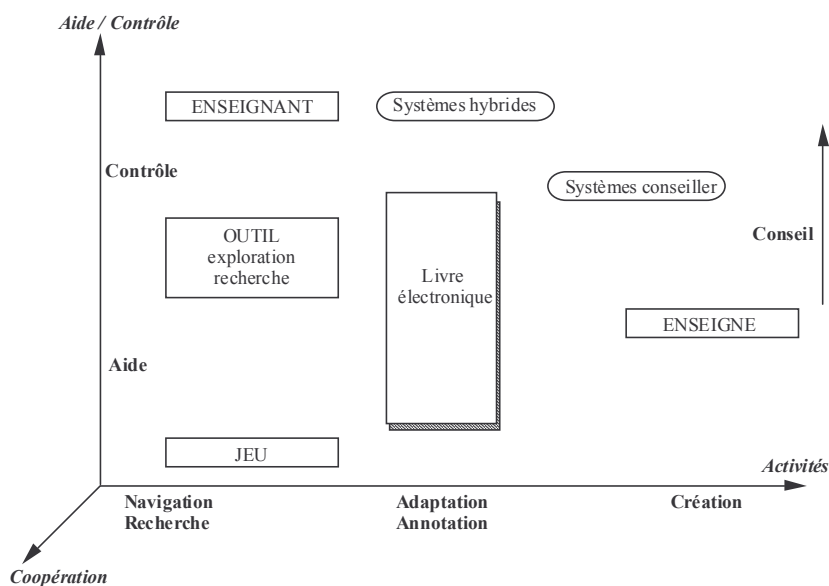 Aide / Contrôle
ENSEIGNANT
Systèmes hybrides
Contrôle
Systèmes conseiller
OUTIL
exploration
recherche
Conseil
Livre
électronique
ENSEIGNE
Aide
JEU
Activités
Navigation
Recherche
Adaptation
Annotation
Création
Coopération